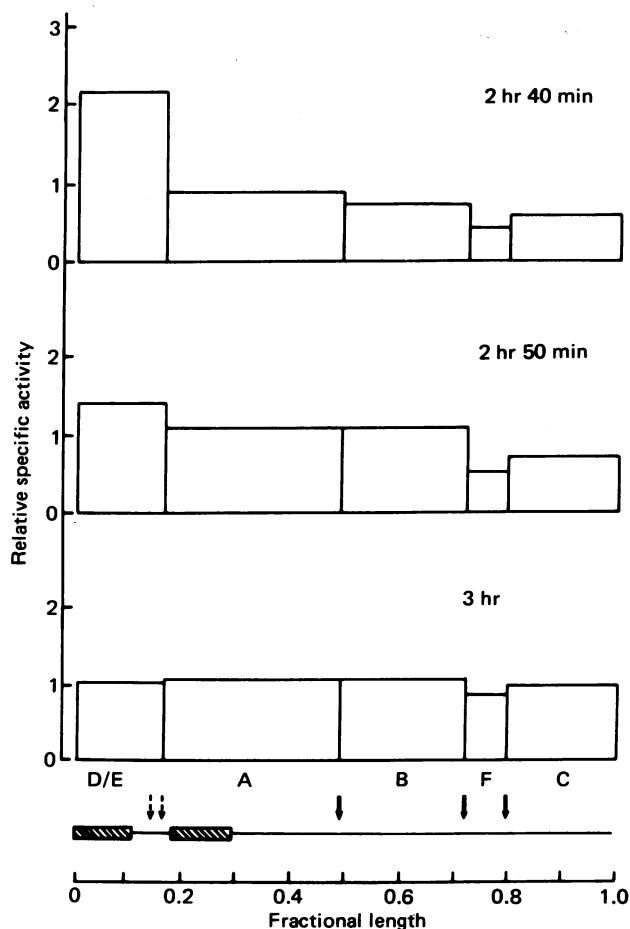 3
2
1
0
2 hr 40 min
2
1
0
2 hr 50 min
2
1
0
3 hr
Relative specific activity
D/E A B F C
0 0.2 0.4 0.6 0.8 1.0
Fractional length